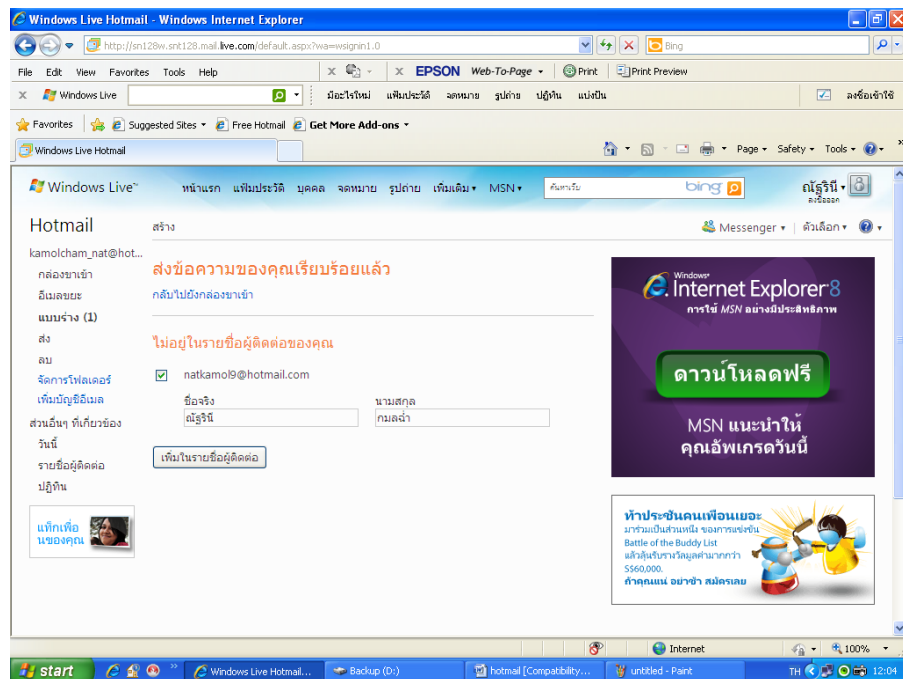 Windows Live Hotmail - Windows Internet Explorer
http://sn128w.snt128.mail.live.com/default.aspx?wa=wsignin1.0
Bing
File Edit View Favorites Tools Help
X
X EPSON Web-To-Page Print Print Preview
X Windows Live
มีอะไรใหม่ แฟ้มประวัติ จดหมาย รูปถ่าย ปฏิทิน แบ่งปัน
ลงชื่อเข้าใช้
Favorites Suggested Sites Free Hotmail Get More Add-ons
Windows Live Hotmail
Page Safety Tools
Windows Live™ หน้าแรก แฟ้มประวัติ บุคคล จดหมาย รูปถ่าย เพิ่มเติม MSN
ค้นหาเว็บ bing
ณัฐรินี
ลงชื่อออก
Hotmail
สร้าง
Messenger | ตัวเลือก
kamolcham_nat@hot...
กล่องขาเข้า
อีเมลขยะ
แบบร่าง (1)
ส่ง
ลบ
จัดการโฟลเดอร์
เพิ่มบัญชีอีเมล
ส่วนอื่นๆ ที่เกี่ยวข้อง
วันนี้
รายชื่อผู้ติดต่อ
ปฏิทิน
แท็กเพื่อ
นของคุณ
ส่งข้อความของคุณเรียบร้อยแล้ว
กลับไปยังกล่องขาเข้า
ไม่อยู่ในรายชื่อผู้ติดต่อของคุณ
natkamol9@hotmail.com
ชื่อจริง นามสกุล
ณัฐรินี กมลฉ่ำ
เพิ่มในรายชื่อผู้ติดต่อ
Windows®
Internet Explorer 8
การใช้ MSN อย่างมีประสิทธิภาพ
ดาวน์โหลดฟรี
MSN แนะนำให้
คุณอัพเกรดวันนี้
ท้าประชันคนเพื่อนเยอะ
มาร่วมเป็นส่วนหนึ่ง ของการแข่งขัน
Battle of the Buddy List
แล้วลุ้นรับรางวัลมูลค่ามากกว่า
S$60,000.
ถ้าคุณแน่ อย่าช้า สมัครเลย
Internet
100%
start
Windows Live Hotmail...
Backup (D:)
hotmail [Compatibility...
untitled - Paint
TH
12:04